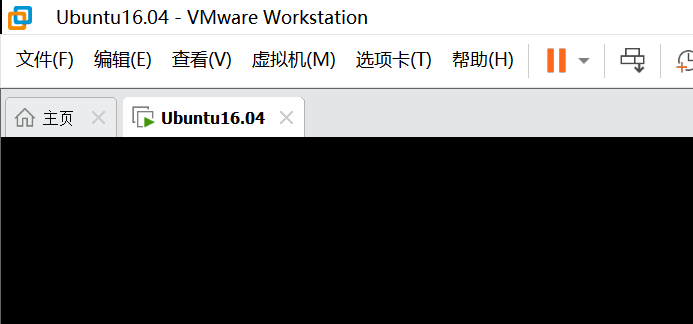 Ubuntu16.04 - VMware Workstation
文件(F) 编辑(E) 查看(V) 虚拟机(M) 选项卡(T) 帮助(H)
主页 Ubuntu16.04